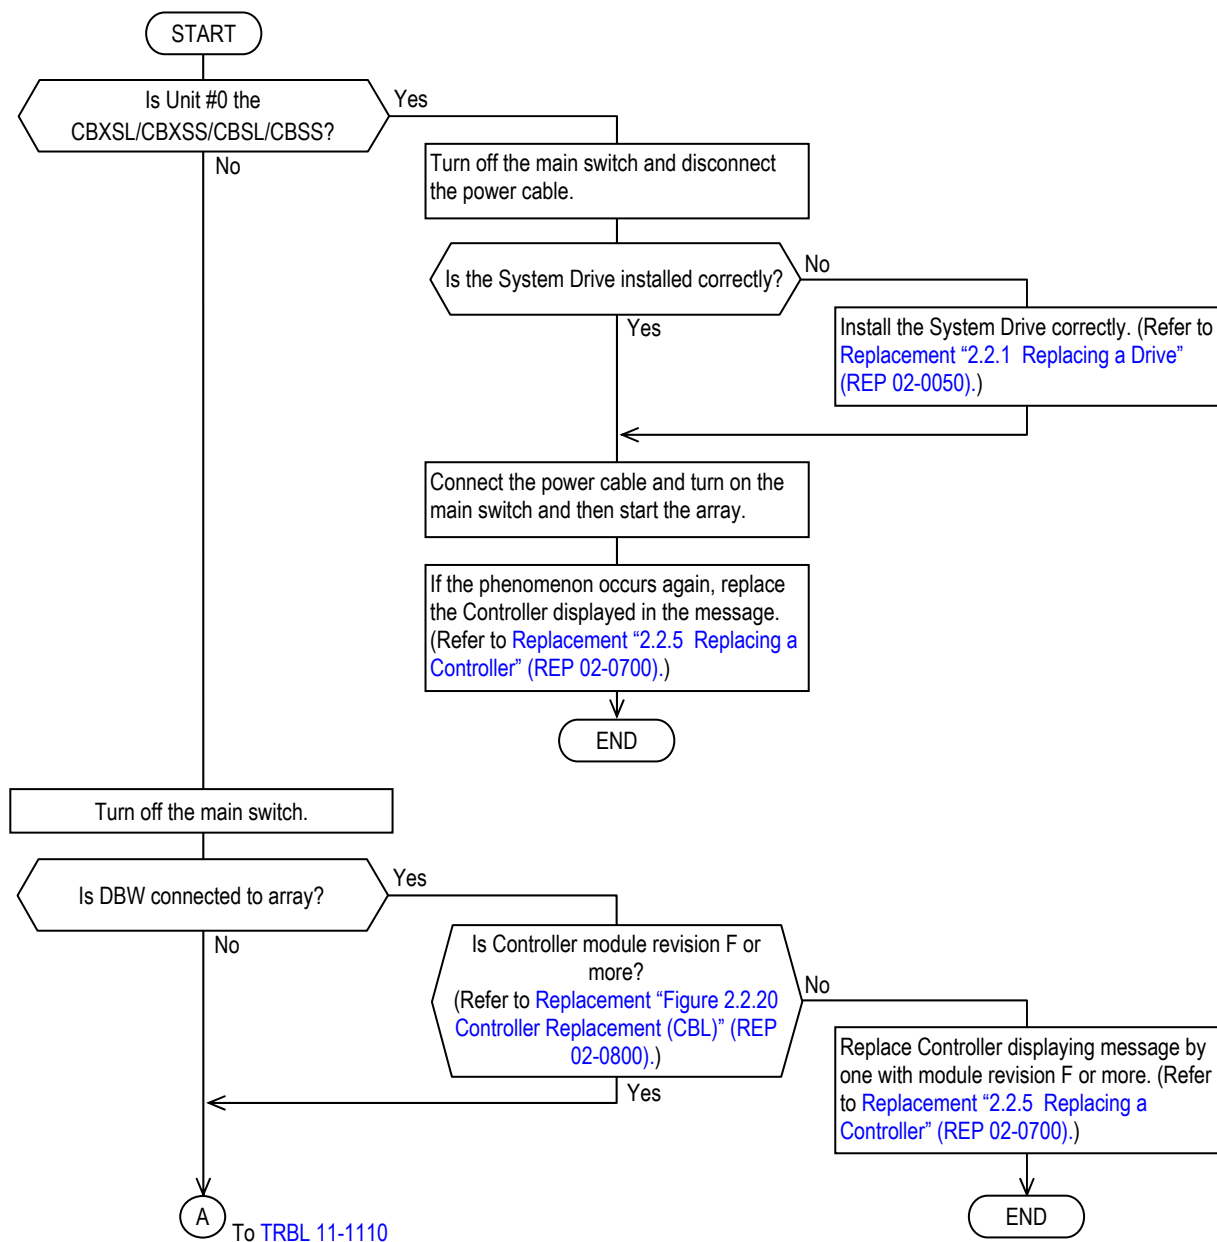 START
Is Unit #0 the
CBXSL/CBXSS/CBSL/CBSS?
Yes
No
Turn off the main switch and disconnect
the power cable.
Is the System Drive installed correctly?
No
Yes
Install the System Drive correctly. (Refer to
Replacement “2.2.1  Replacing a Drive”
(REP 02-0050).)
Connect the power cable and turn on the
main switch and then start the array.
If the phenomenon occurs again, replace
the Controller displayed in the message.
(Refer to Replacement “2.2.5  Replacing a
Controller” (REP 02-0700).)
END
Turn off the main switch.
Is DBW connected to array?
Yes
No
Is Controller module revision F or
more?
(Refer to Replacement “Figure 2.2.20
Controller Replacement (CBL)” (REP
02-0800).)
No
Yes
Replace Controller displaying message by
one with module revision F or more. (Refer
to Replacement “2.2.5  Replacing a
Controller” (REP 02-0700).)
A
To TRBL 11-1110
END